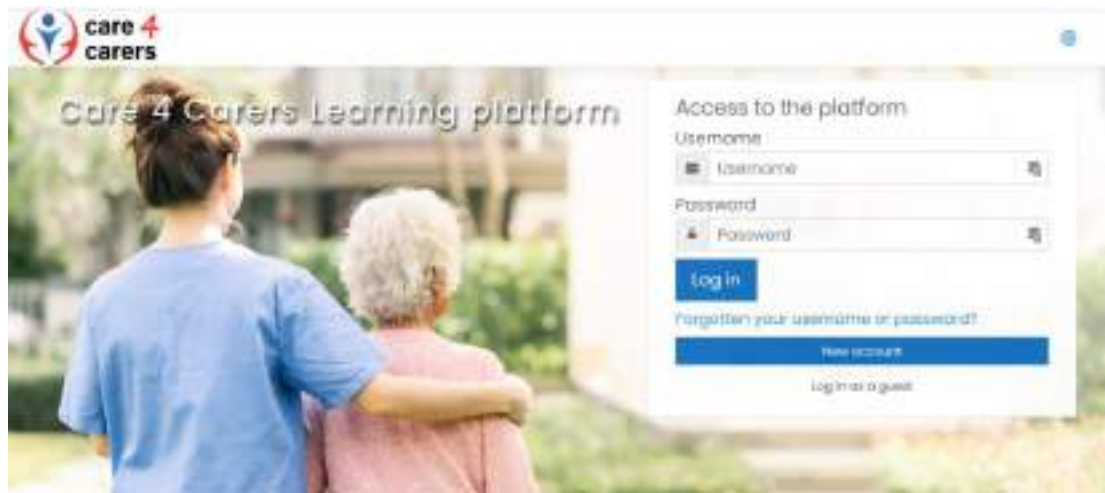 care 4
carers
Care 4 Carers Learning platform
Access to the platform
Username
Username
Password
Password
Log in
Forgotten your username or password?
New account
Log in as a guest